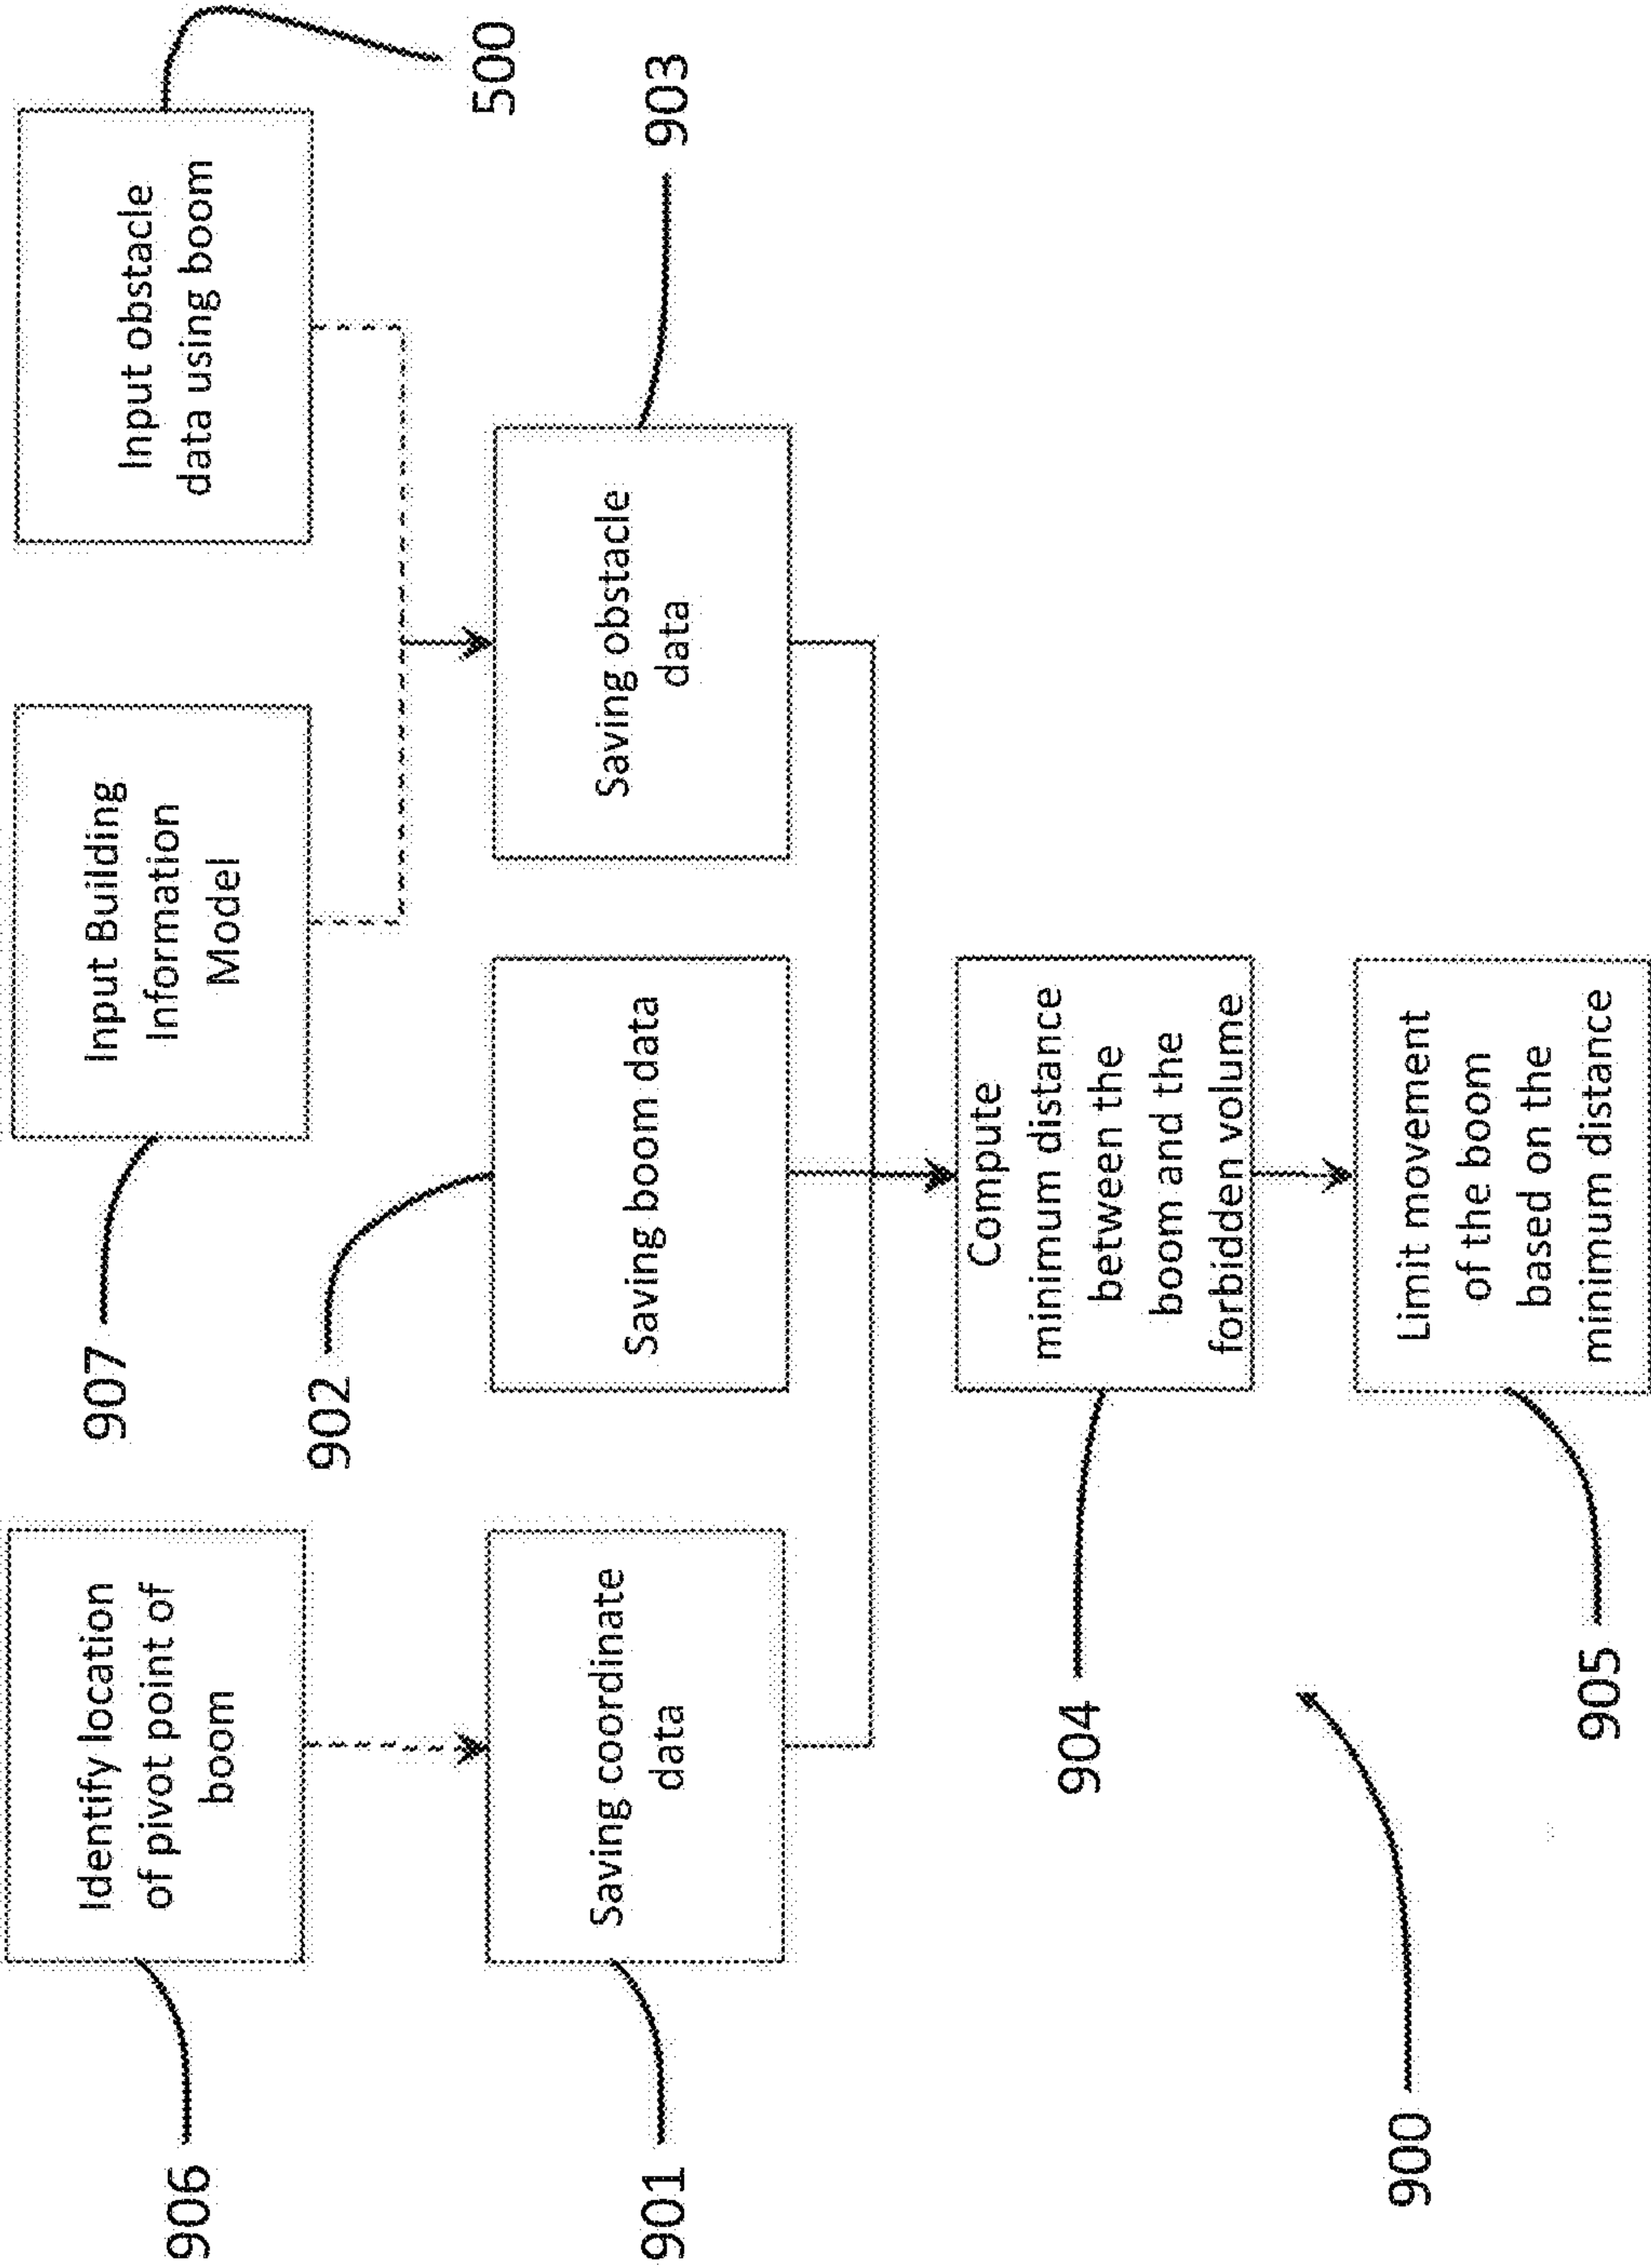 906
Identify location
of pivot point of
boom
907
Input Building
Information
Model
Input obstacle
data using boom
500
901
Saving coordinate
data
902
Saving boom data
Saving obstacle
data
903
904
Compute
minimum distance
between the
boom and the
forbidden volume
900
905
Limit movement
of the boom
based on the
minimum distance